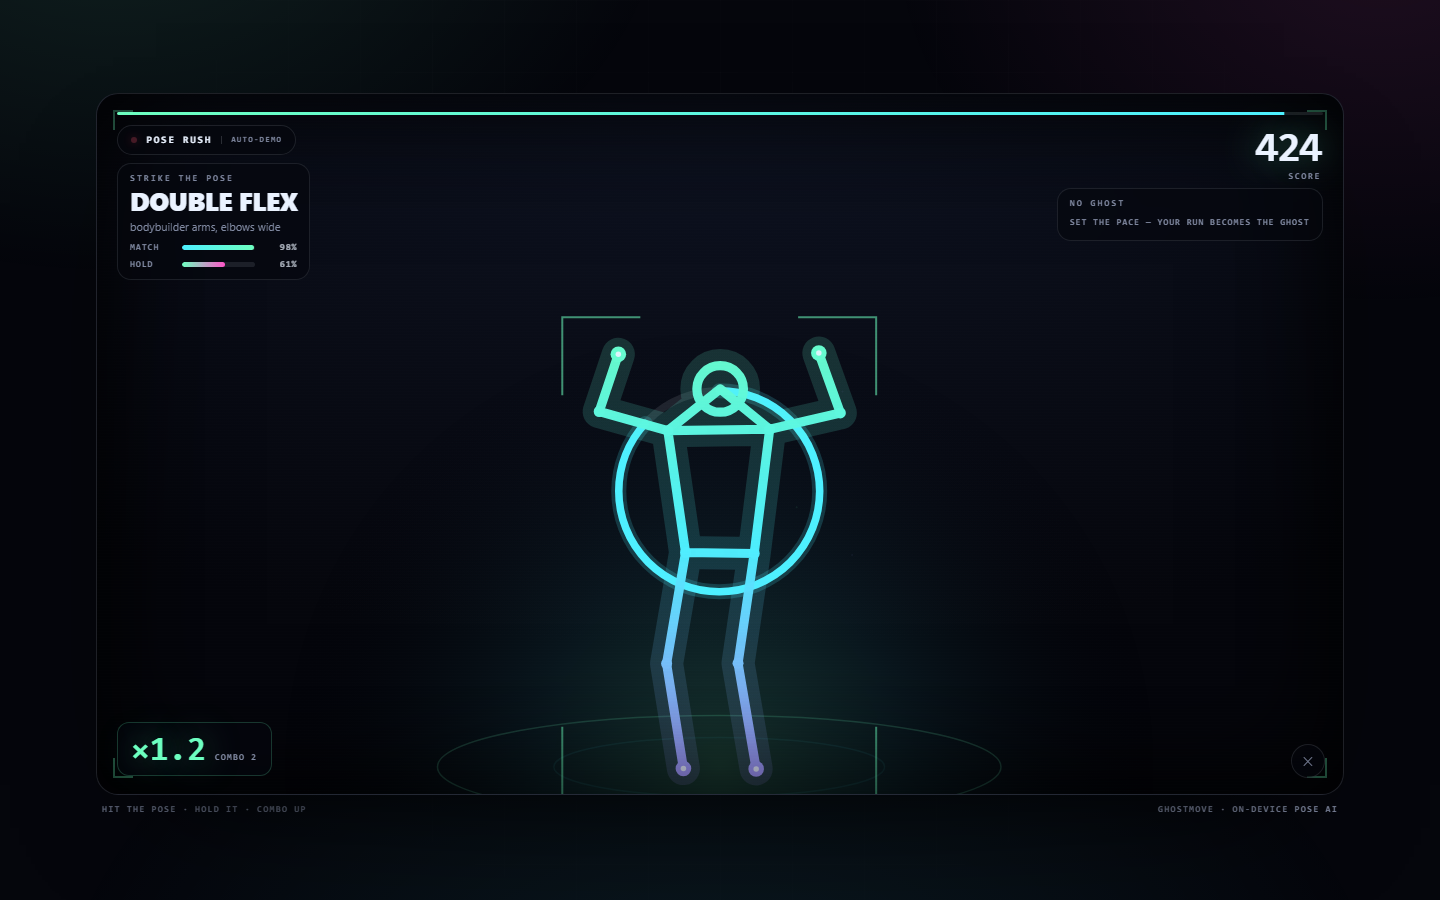 POSE RUSH | AUTO-DEMO
STRIKE THE POSE
DOUBLE FLEX
bodybuilder arms, elbows wide
MATCH 98%
HOLD 61%
424
SCORE
NO GHOST
SET THE PACE — YOUR RUN BECOMES THE GHOST
×1.2 COMBO 2
HIT THE POSE · HOLD IT · COMBO UP
GHOSTMOVE · ON-DEVICE POSE AI